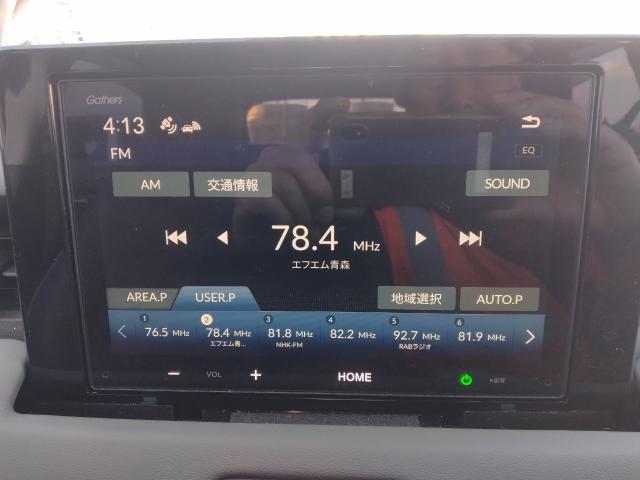 Gathers
4:13
FM
EQ
AM 交通情報 SOUND
78.4 MHz
エフエム青森
AREA.P USER.P 地域選択 AUTO.P
1 2 3 4 5 6
76.5 MHz 78.4 MHz 81.8 MHz 82.2 MHz 92.7 MHz 81.9 MHz
エフエム青... NHK-FM RABラジオ
− VOL + HOME